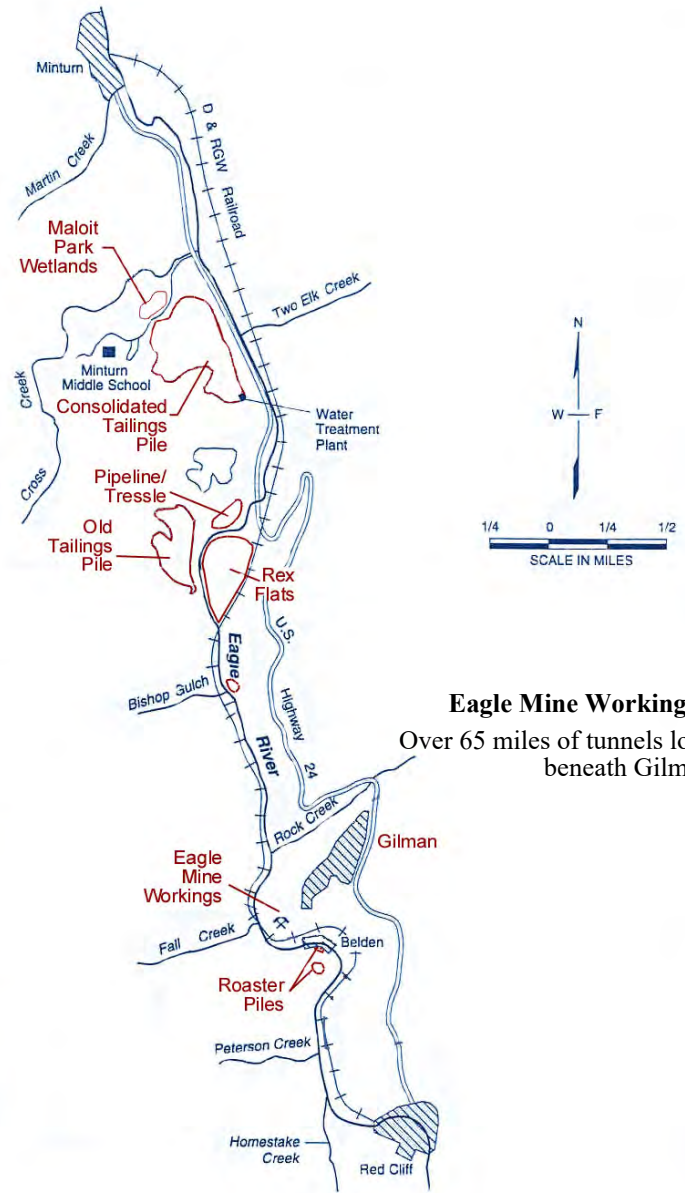 Minturn
D & RGW Railroad
Martin Creek
Maloit
Park
Wetlands
Two Elk Creek
N
Minturn
Middle School
W
F
Creek
Cross
Consolidated
Tailings
Pile
Water
Treatment
Plant
Pipeline/
Tressle
1/4 0 1/4 1/2
SCALE IN MILES
Old
Tailings
Pile
Rex
Flats
U.S.
Highway
24
Eagle
River
Bishop Gulch
Eagle Mine Working
Over 65 miles of tunnels lo
beneath Gilm
Rock Creek
Gilman
Eagle
Mine
Workings
Fall Creek
Belden
Roaster
Piles
Peterson Creek
Homestake
Creek
Red Cliff